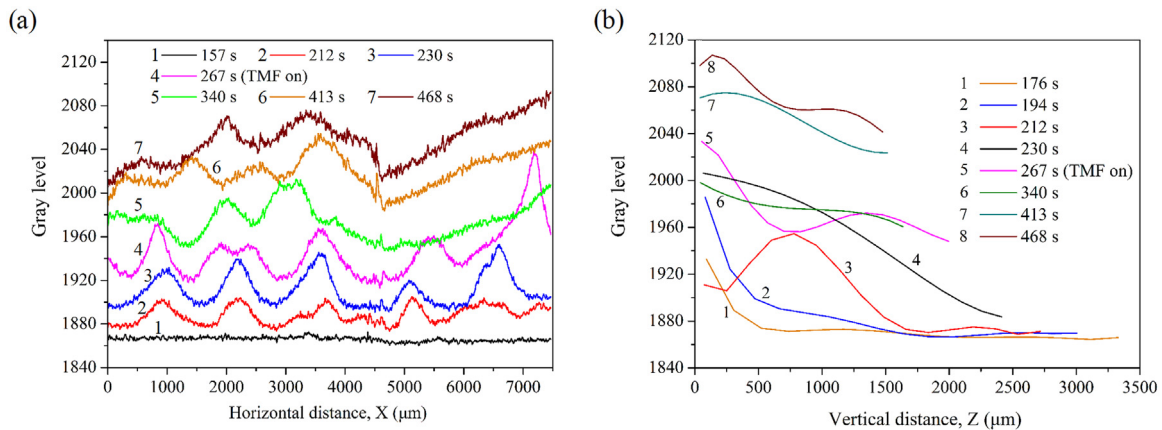 (a)
2120
2080
2040
2000
1960
1920
1880
1840
Gray level
1 157 s 2 212 s 3 230 s
4 267 s (TMF on)
5 340 s 6 413 s 7 468 s
7
6
5
4
3
2
1
0 1000 2000 3000 4000 5000 6000 7000
Horizontal distance, X (μm)
(b)
2120
2080
2040
2000
1960
1920
1880
1840
Gray level
1 176 s
2 194 s
3 212 s
4 230 s
5 267 s (TMF on)
6 340 s
7 413 s
8 468 s
8
7
5
6
4
3
2
1
0 500 1000 1500 2000 2500 3000 3500
Vertical distance, Z (μm)